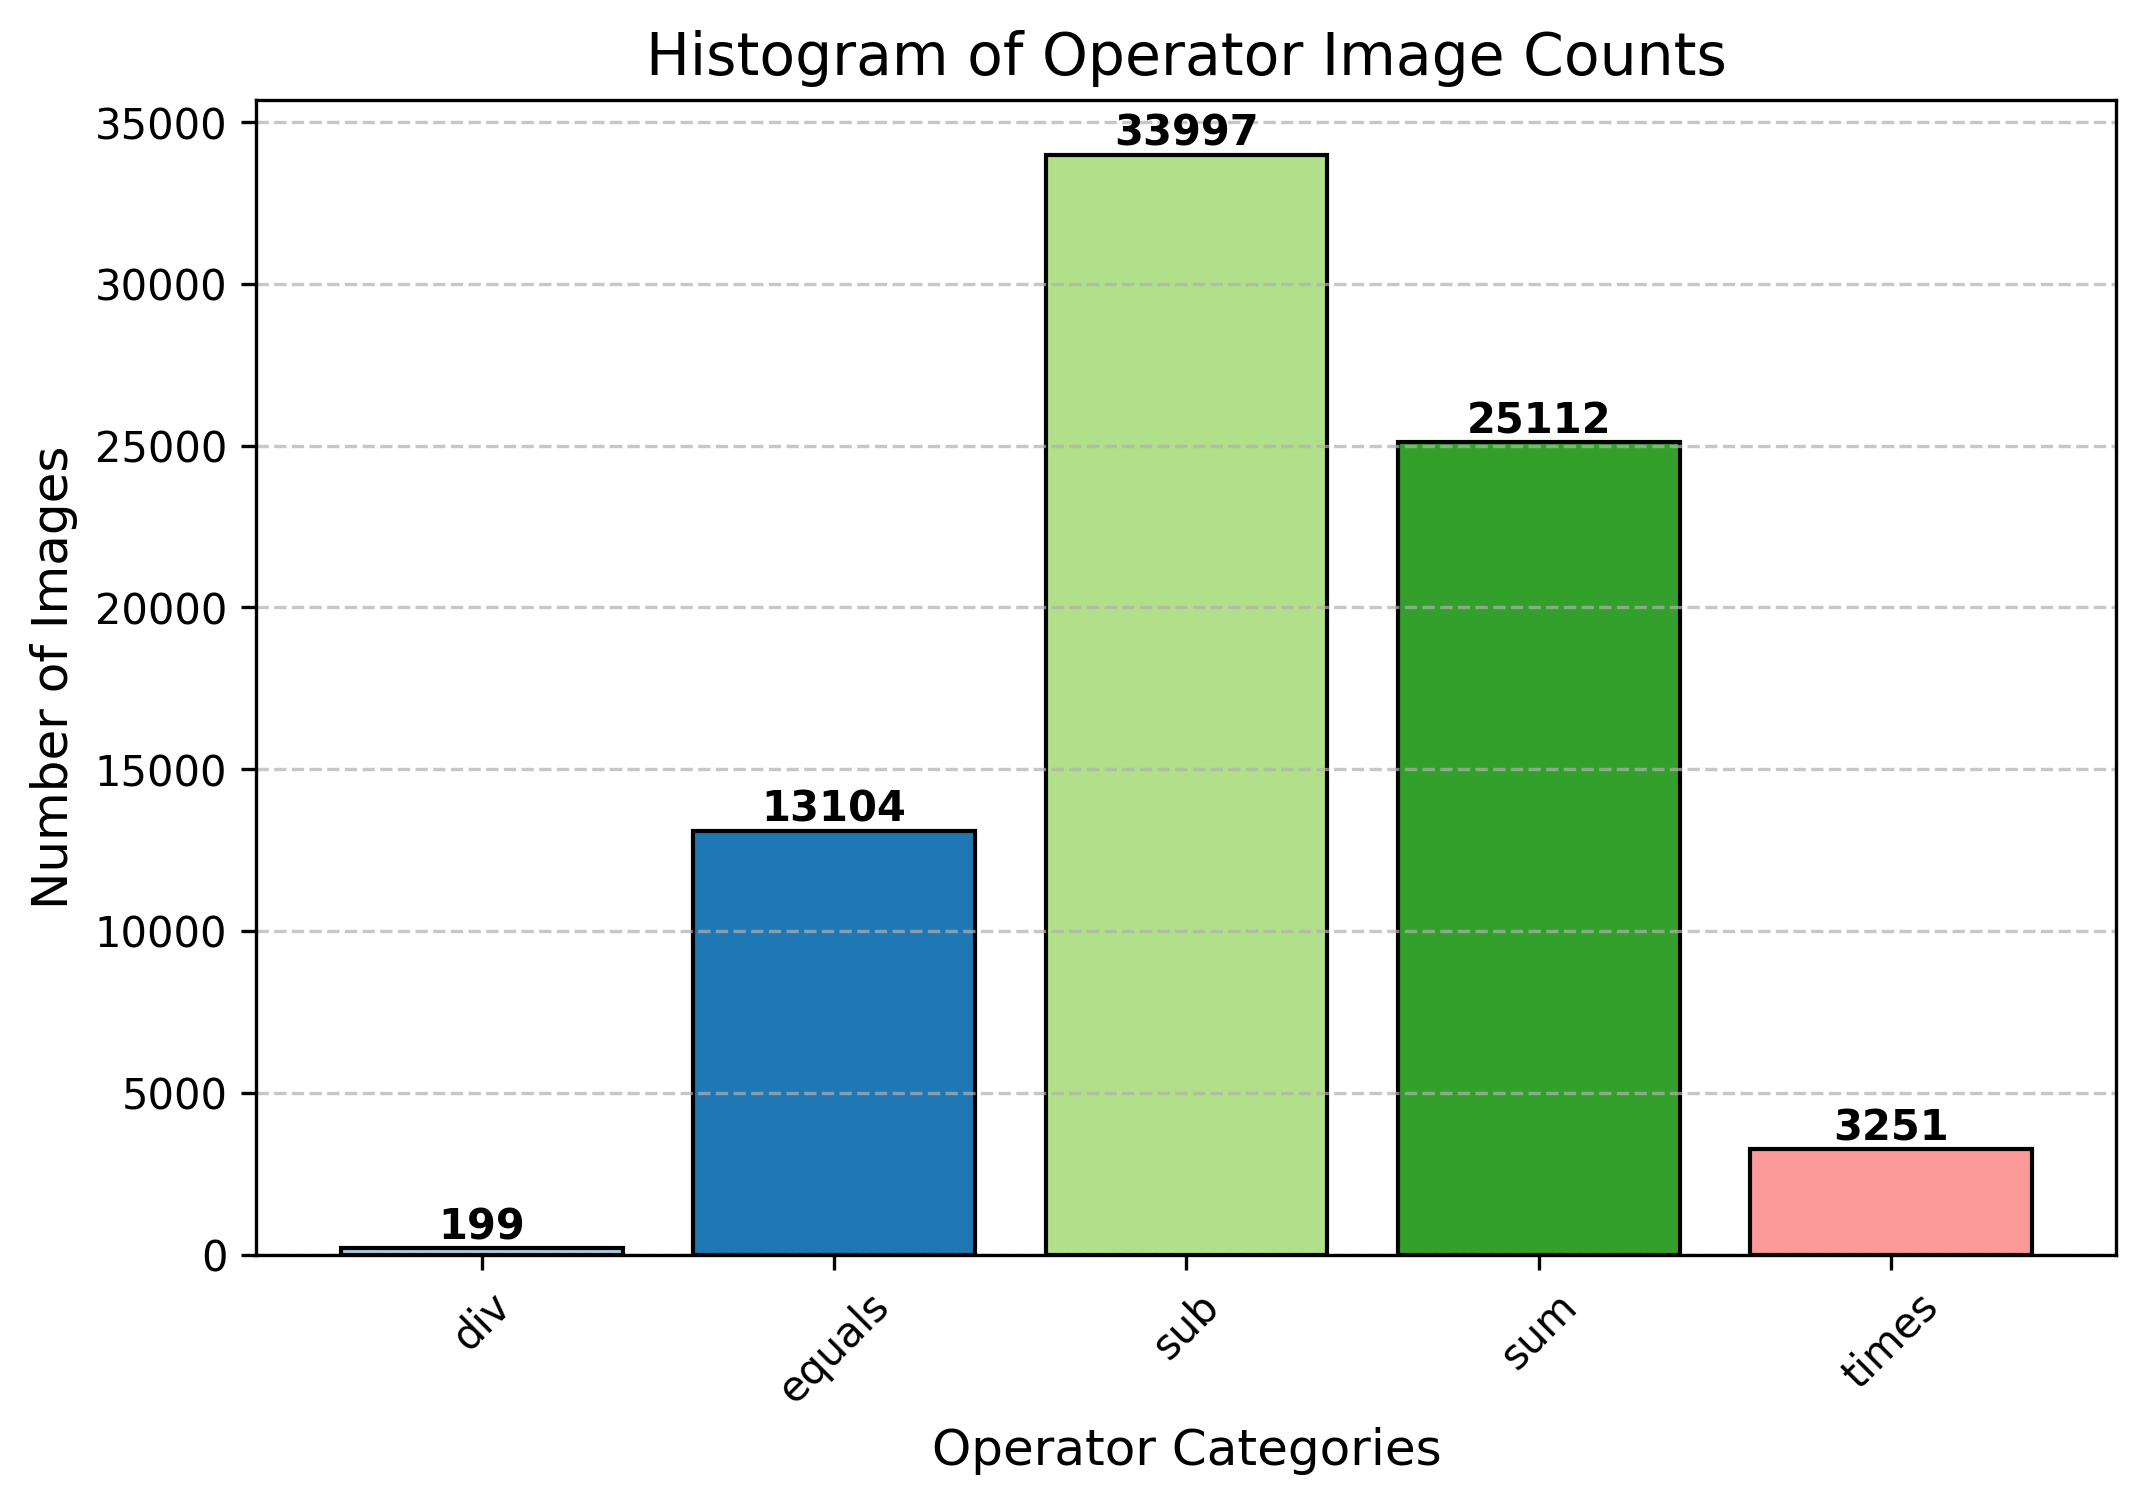 Histogram of Operator Image Counts
Number of Images
35000
30000
25000
20000
15000
10000
5000
0
199
13104
33997
25112
3251
div
equals
sub
sum
times
Operator Categories